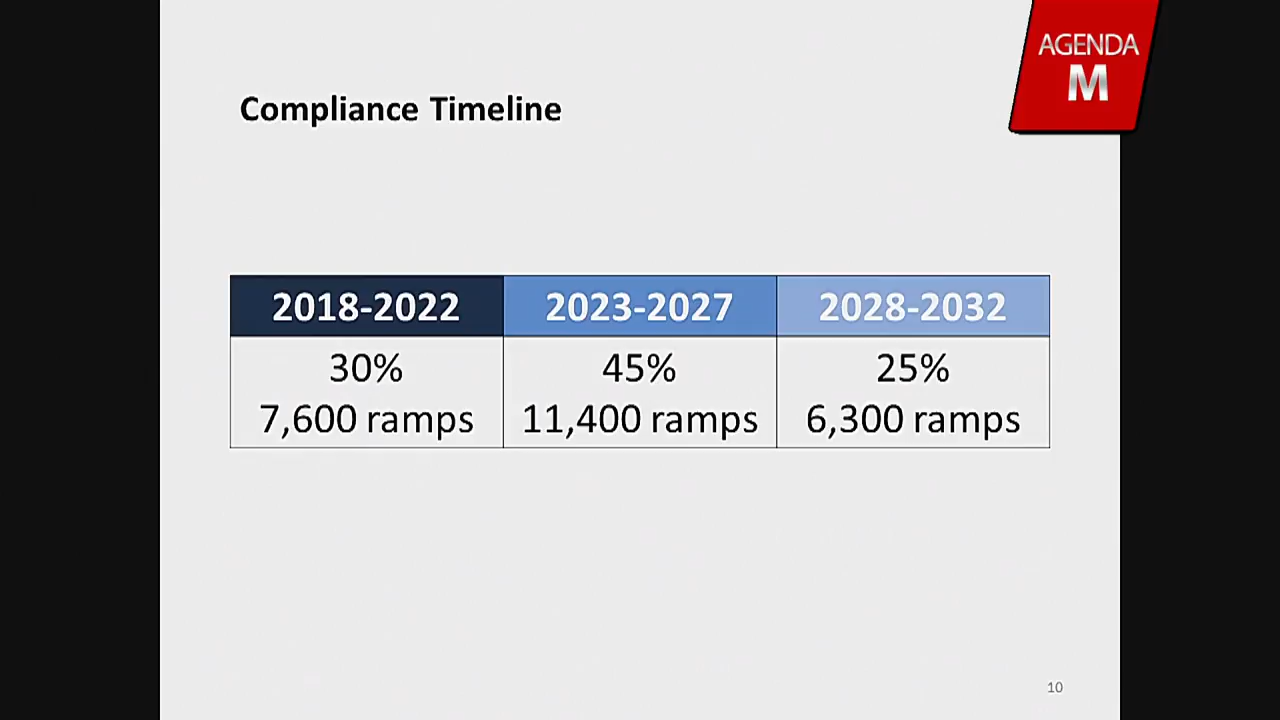 AGENDA
M
Compliance Timeline
2018-2022 2023-2027 2028-2032
30% 45% 25%
7,600 ramps 11,400 ramps 6,300 ramps
10